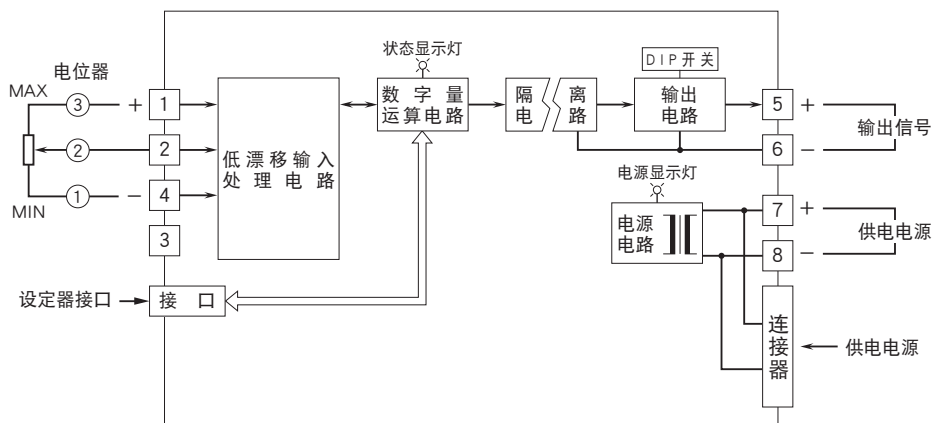 状态显示灯
DIP开关
电位器
MAX
③
+
1
数字量
运算电路
隔离
电路
输出
电路
5
+
输出信号
②
2
低漂移输入
处理电路
6
−
①
−
4
MIN
电源显示灯
3
电源
电路
7
+
供电电源
8
−
设定器接口
接口
连接器
供电电源